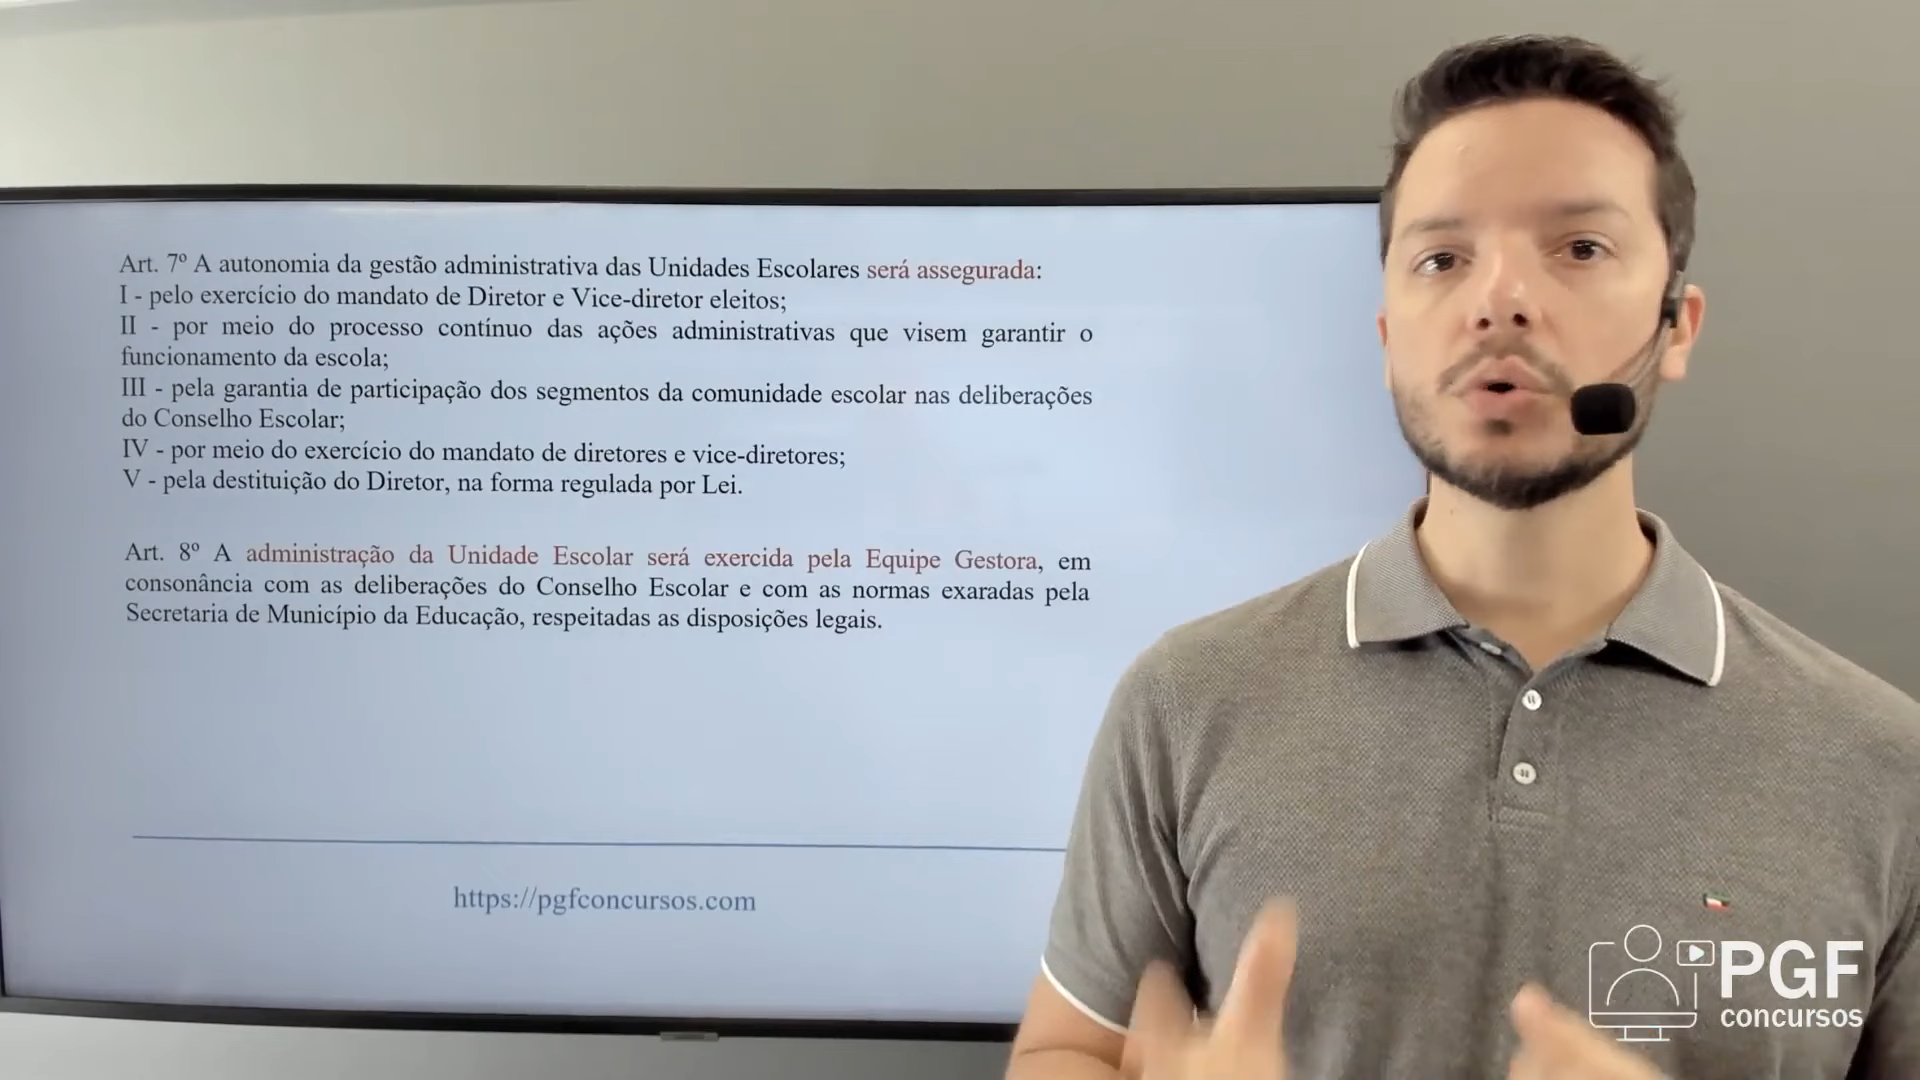 Art. 7º A autonomia da gestão administrativa das Unidades Escolares será assegurada:
I - pelo exercício do mandato de Diretor e Vice-diretor eleitos;
II - por meio do processo contínuo das ações administrativas que visem garantir o
funcionamento da escola;
III - pela garantia de participação dos segmentos da comunidade escolar nas deliberações
do Conselho Escolar;
IV - por meio do exercício do mandato de diretores e vice-diretores;
V - pela destituição do Diretor, na forma regulada por Lei.
Art. 8º A administração da Unidade Escolar será exercida pela Equipe Gestora, em
consonância com as deliberações do Conselho Escolar e com as normas exaradas pela
Secretaria de Município da Educação, respeitadas as disposições legais.
https://pgfconcursos.com
PGF
concursos